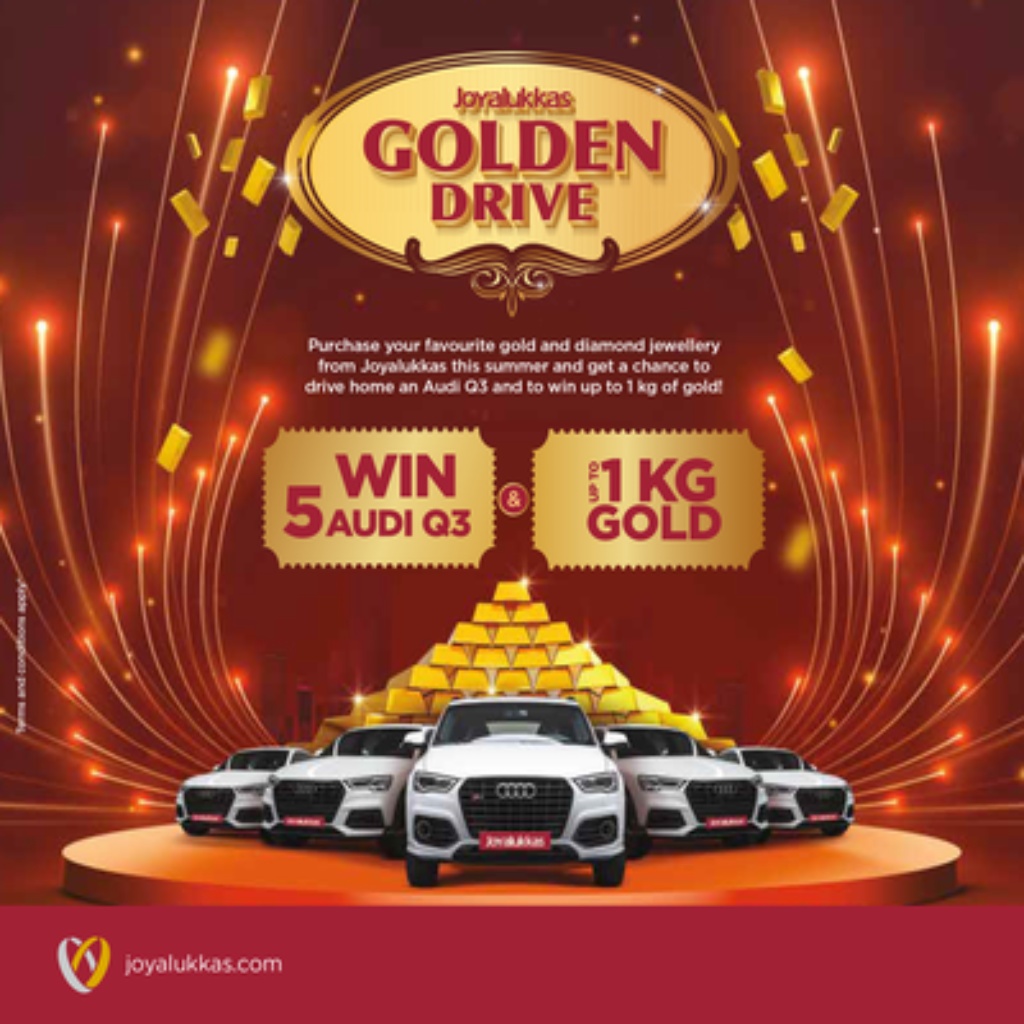 Joyalukkas
GOLDEN
DRIVE
Purchase your favourite gold and diamond jewellery
from Joyalukkas this summer and get a chance to
drive home an Audi Q3 and to win up to 1 kg of gold!
WIN
5 AUDI Q3
&
UP TO 1 KG
GOLD
Terms and conditions apply*
Joyalukkas
joyalukkas.com